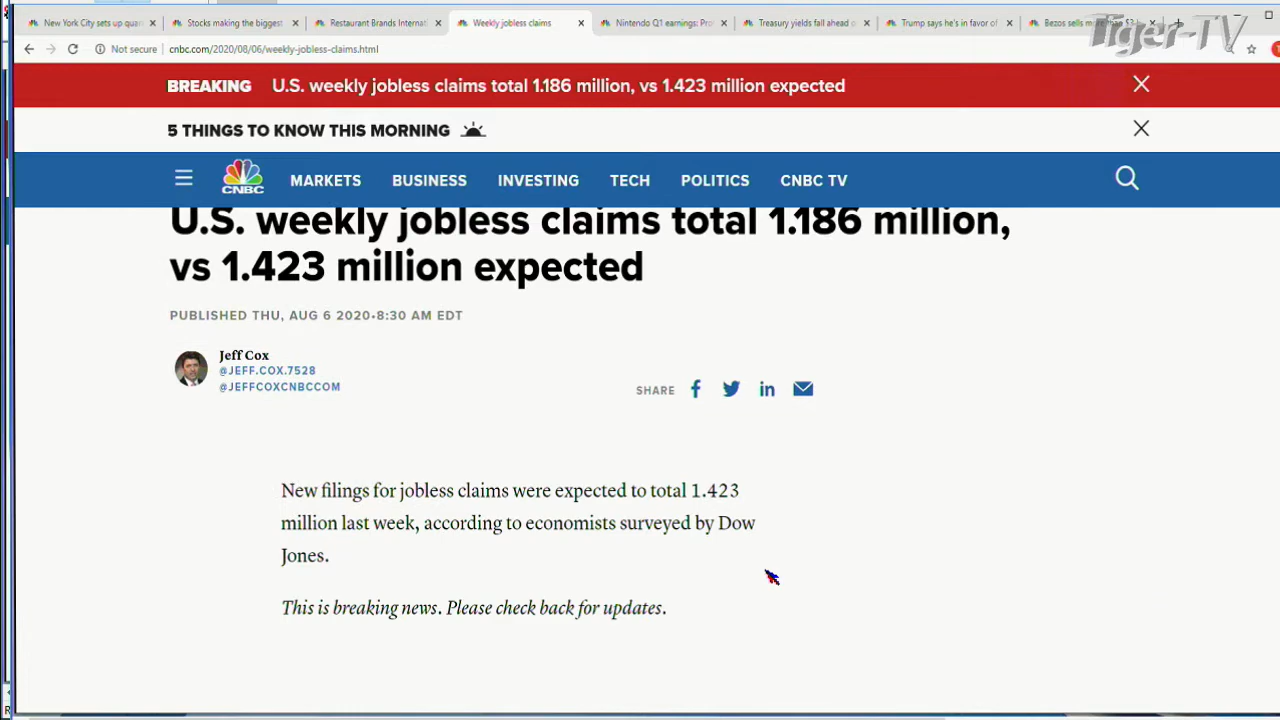 New York City sets up quar
Stocks making the biggest
Restaurant Brands Internat
Weekly jobless claims
Nintendo Q1 earnings: Pro
Treasury yields fall ahead o
Trump says he's in favor of
Bezos sells more than $3
Tiger-TV
Not secure
cnbc.com/2020/08/06/weekly-jobless-claims.html
BREAKING U.S. weekly jobless claims total 1.186 million, vs 1.423 million expected
5 THINGS TO KNOW THIS MORNING
CNBC MARKETS BUSINESS INVESTING TECH POLITICS CNBC TV
U.S. weekly jobless claims total 1.186 million,
vs 1.423 million expected
PUBLISHED THU, AUG 6 2020•8:30 AM EDT
Jeff Cox
@JEFF.COX.7528
@JEFFCOXCNBCCOM
SHARE
New filings for jobless claims were expected to total 1.423
million last week, according to economists surveyed by Dow
Jones.
This is breaking news. Please check back for updates.